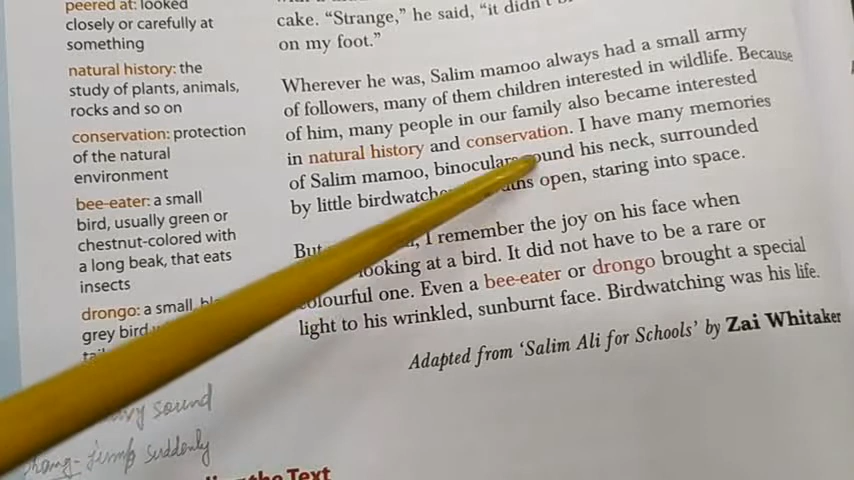 peered at: looked
closely or carefully at
something
natural history: the
study of plants, animals,
rocks and so on
conservation: protection
of the natural
environment
bee-eater: a small
bird, usually green or
chestnut-colored with
a long beak, that eats
insects
drongo: a small,
grey bird
cake. “Strange,” he said, “it didn't
on my foot.”
Wherever he was, Salim mamoo always had a small army
of followers, many of them children interested in wildlife. Because
of him, many people in our family also became interested
in natural history and conservation. I have many memories
of Salim mamoo, binoculars round his neck, surrounded
by little birdwatchers open, staring into space.
But I remember the joy on his face when
looking at a bird. It did not have to be a rare or
colourful one. Even a bee-eater or drongo brought a special
light to his wrinkled, sunburnt face. Birdwatching was his life.
Adapted from ‘Salim Ali for Schools’ by Zai Whitaker
sound
jump suddenly
the Text